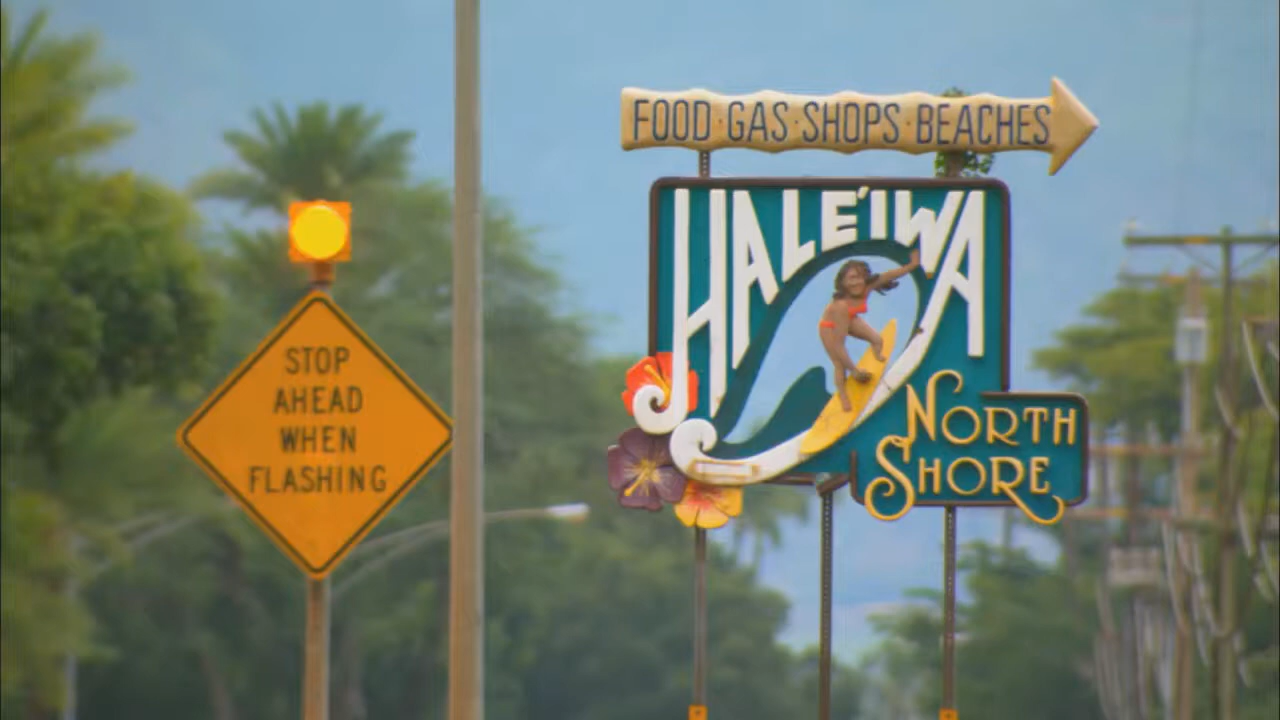 FOOD·GAS·SHOPS·BEACHES
HALE'IWA
NORTH
SHORE
STOP
AHEAD
WHEN
FLASHING